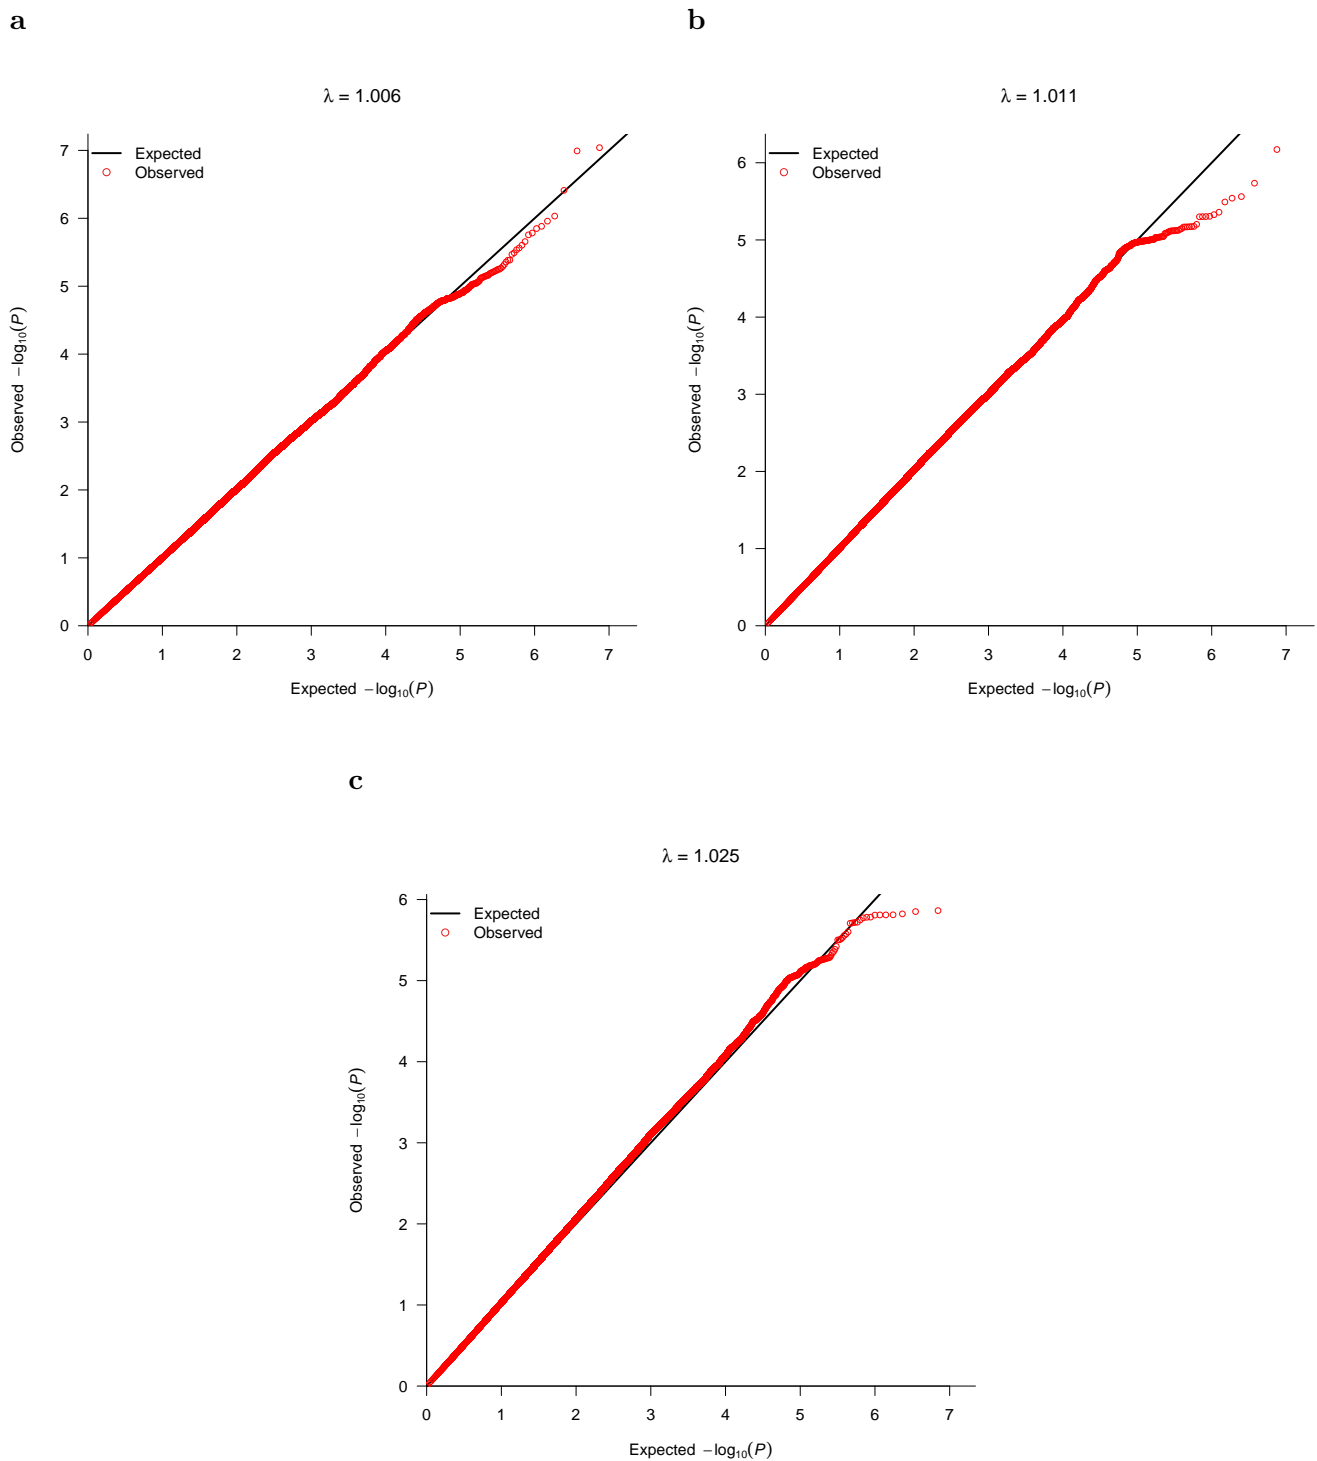 a
λ = 1.006
Expected
Observed
7
6
5
4
3
2
1
0
Observed −log₁₀(P)
0 1 2 3 4 5 6 7
Expected −log₁₀(P)
b
λ = 1.011
Expected
Observed
6
5
4
3
2
1
0
Observed −log₁₀(P)
0 1 2 3 4 5 6 7
Expected −log₁₀(P)
c
λ = 1.025
Expected
Observed
6
5
4
3
2
1
0
Observed −log₁₀(P)
0 1 2 3 4 5 6 7
Expected −log₁₀(P)